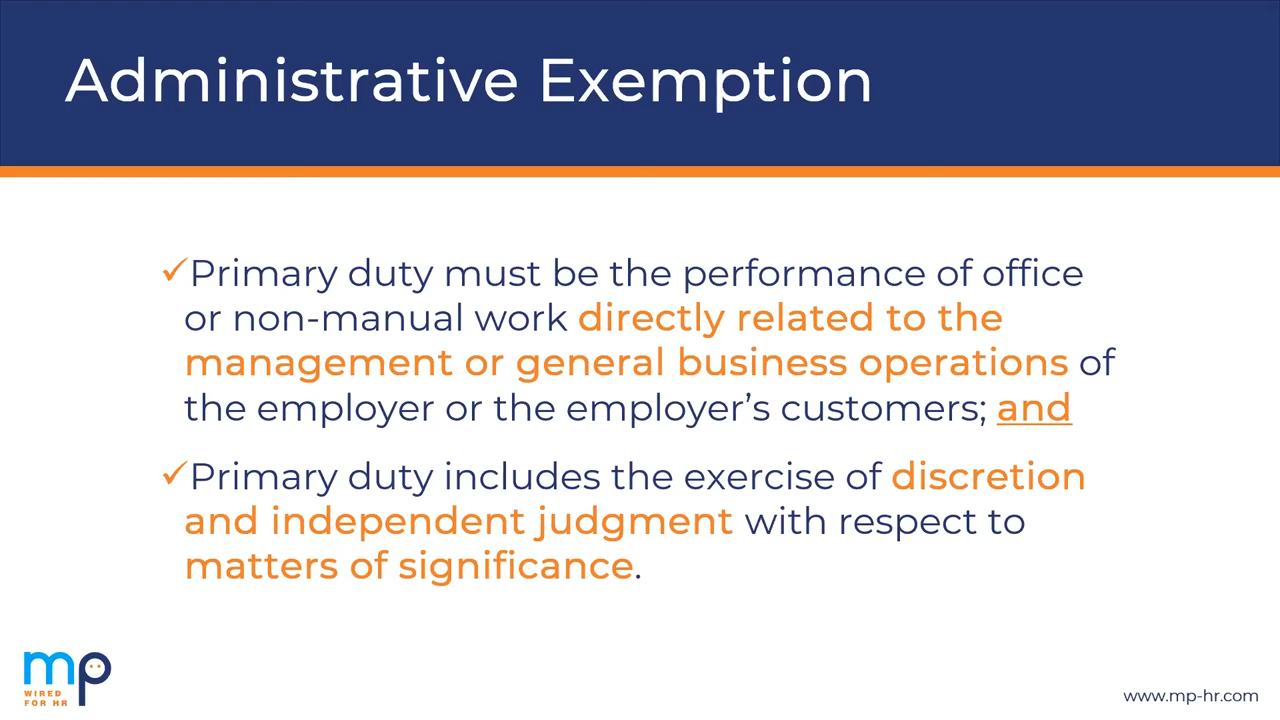 Administrative Exemption
✓Primary duty must be the performance of office
or non-manual work directly related to the
management or general business operations of
the employer or the employer’s customers; and
✓Primary duty includes the exercise of discretion
and independent judgment with respect to
matters of significance.
mp
WIRED
FOR HR
www.mp-hr.com